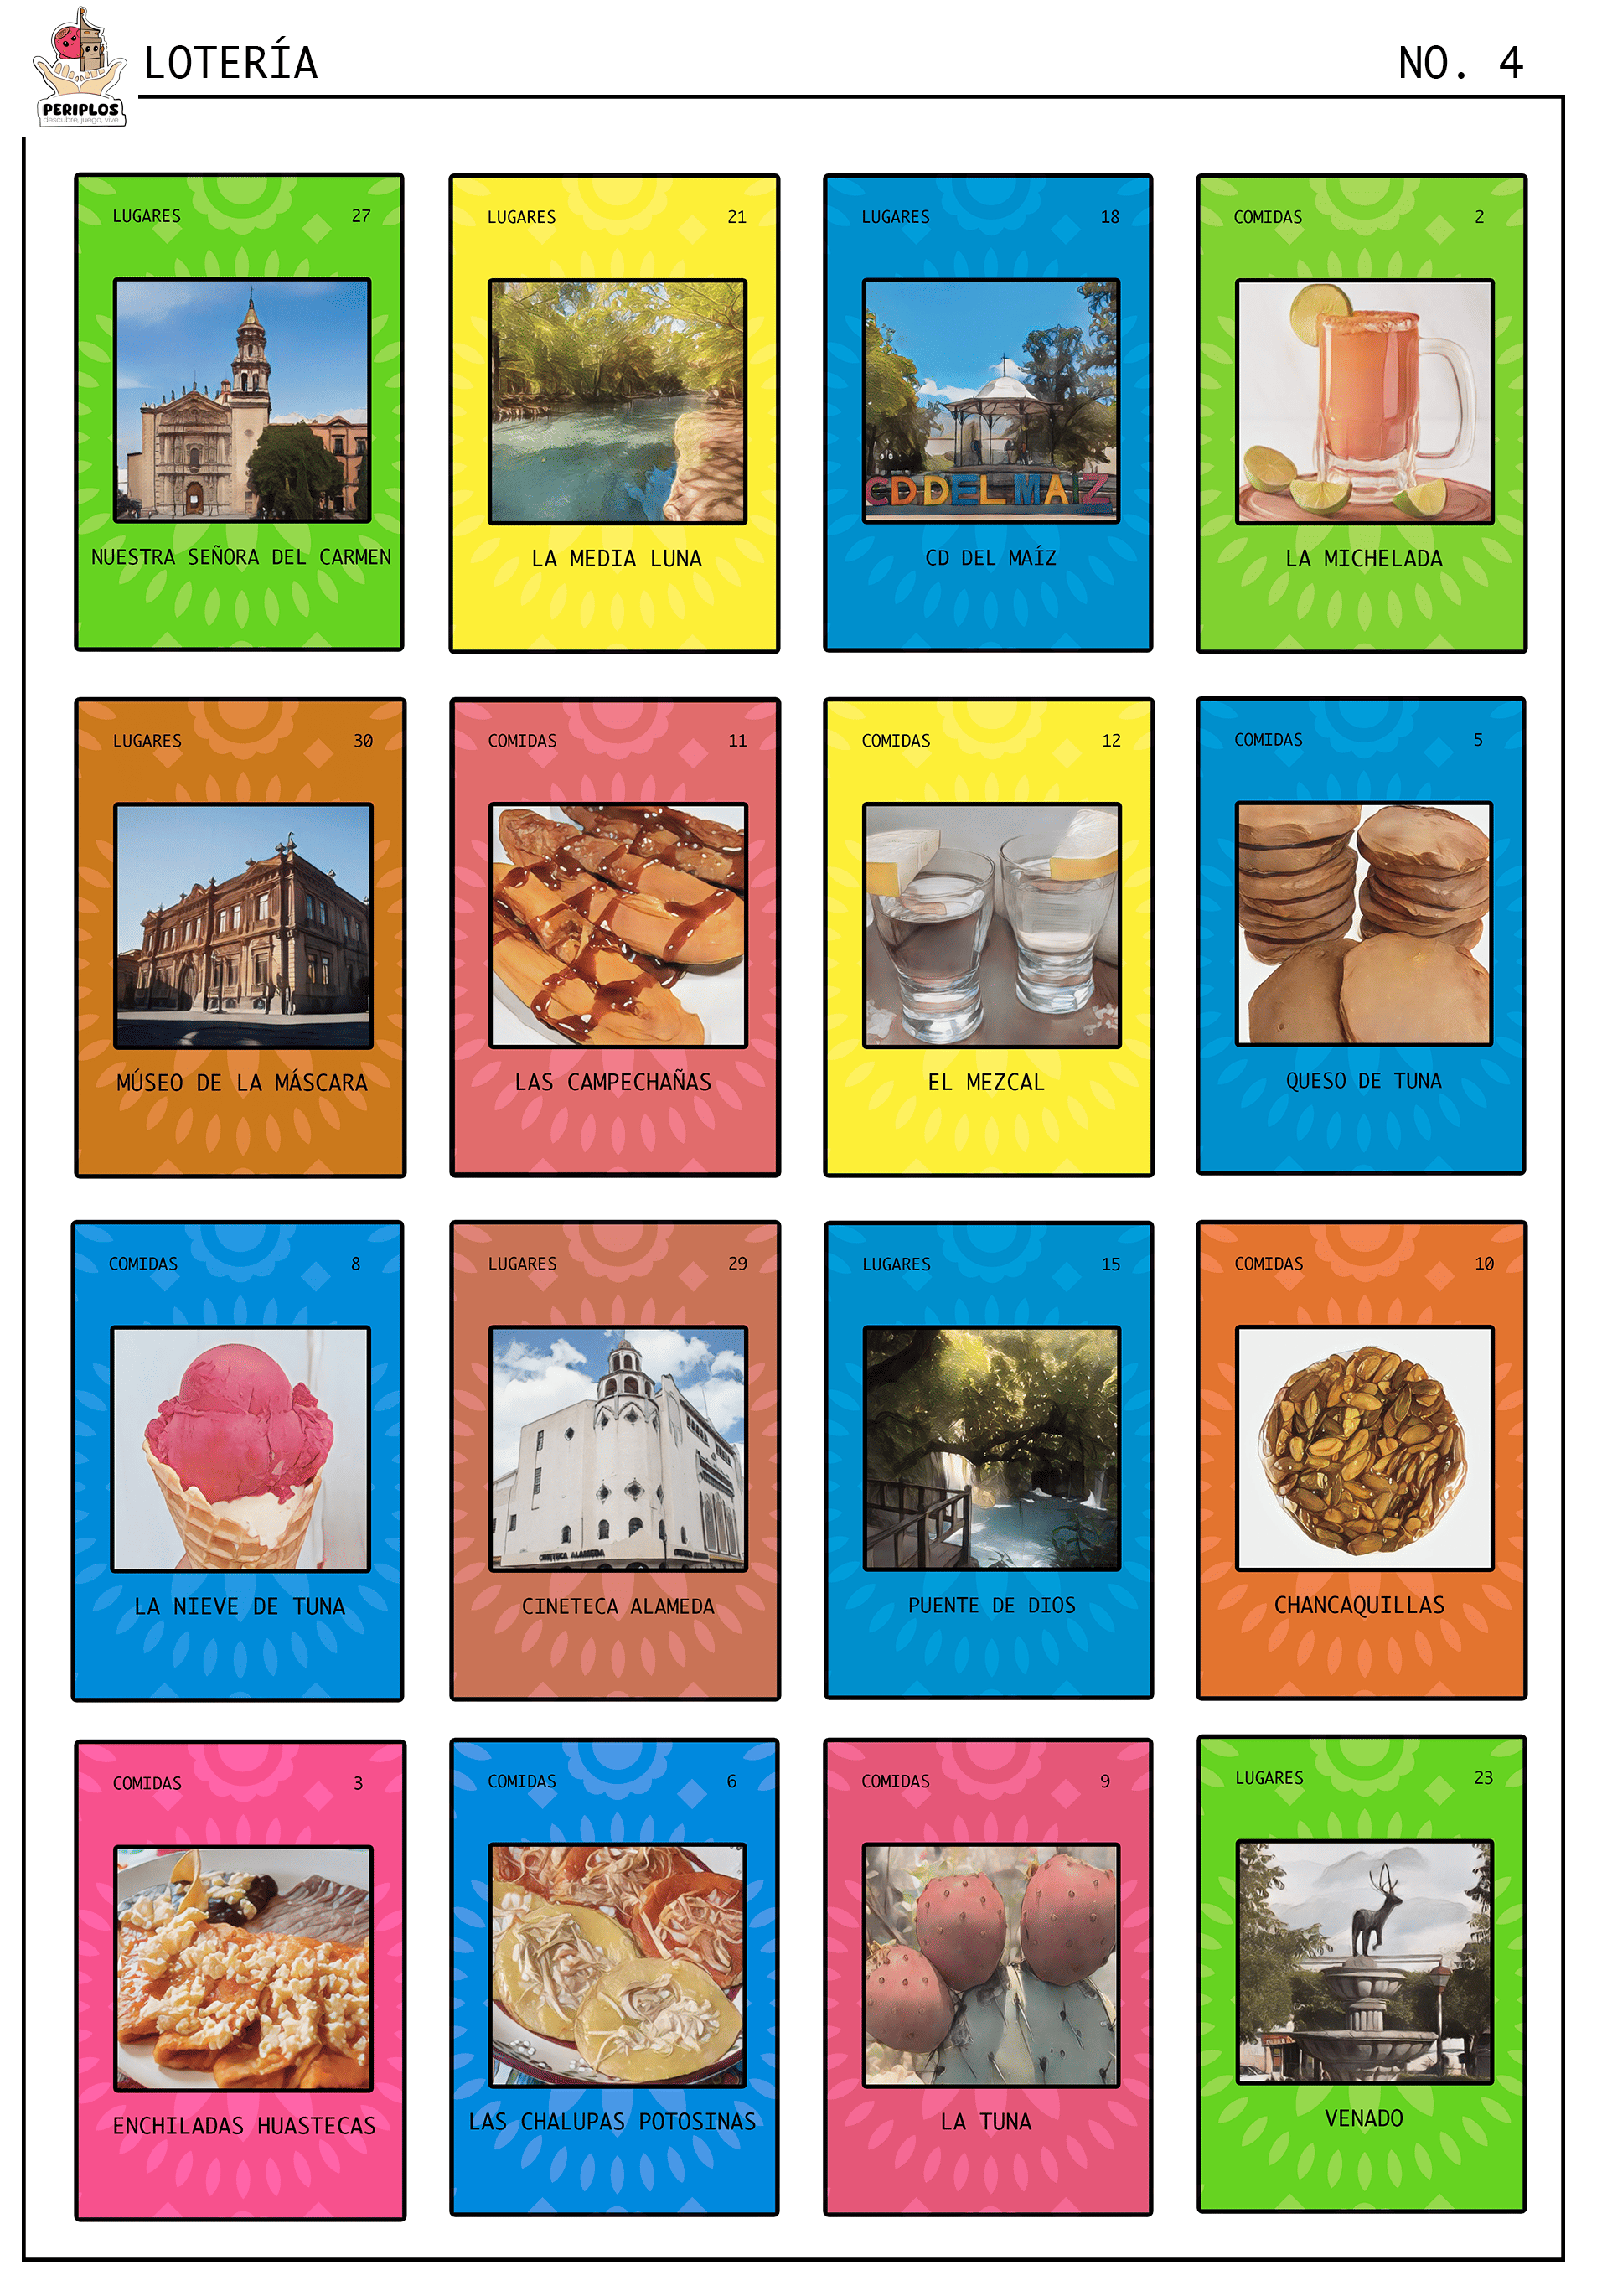 PERIPLOS
descubre, juega, vive
LOTERÍA
NO. 4
LUGARES 27
NUESTRA SEÑORA DEL CARMEN
LUGARES 21
LA MEDIA LUNA
LUGARES 18
CD DEL MAIZ
CD DEL MAÍZ
COMIDAS 2
LA MICHELADA
LUGARES 30
MÚSEO DE LA MÁSCARA
COMIDAS 11
LAS CAMPECHAÑAS
COMIDAS 12
EL MEZCAL
COMIDAS 5
QUESO DE TUNA
COMIDAS 8
LA NIEVE DE TUNA
LUGARES 29
CINETECA ALAMEDA
CINETECA ALAMEDA
LUGARES 15
PUENTE DE DIOS
COMIDAS 10
CHANCAQUILLAS
COMIDAS 3
ENCHILADAS HUASTECAS
COMIDAS 6
LAS CHALUPAS POTOSINAS
COMIDAS 9
LA TUNA
LUGARES 23
VENADO